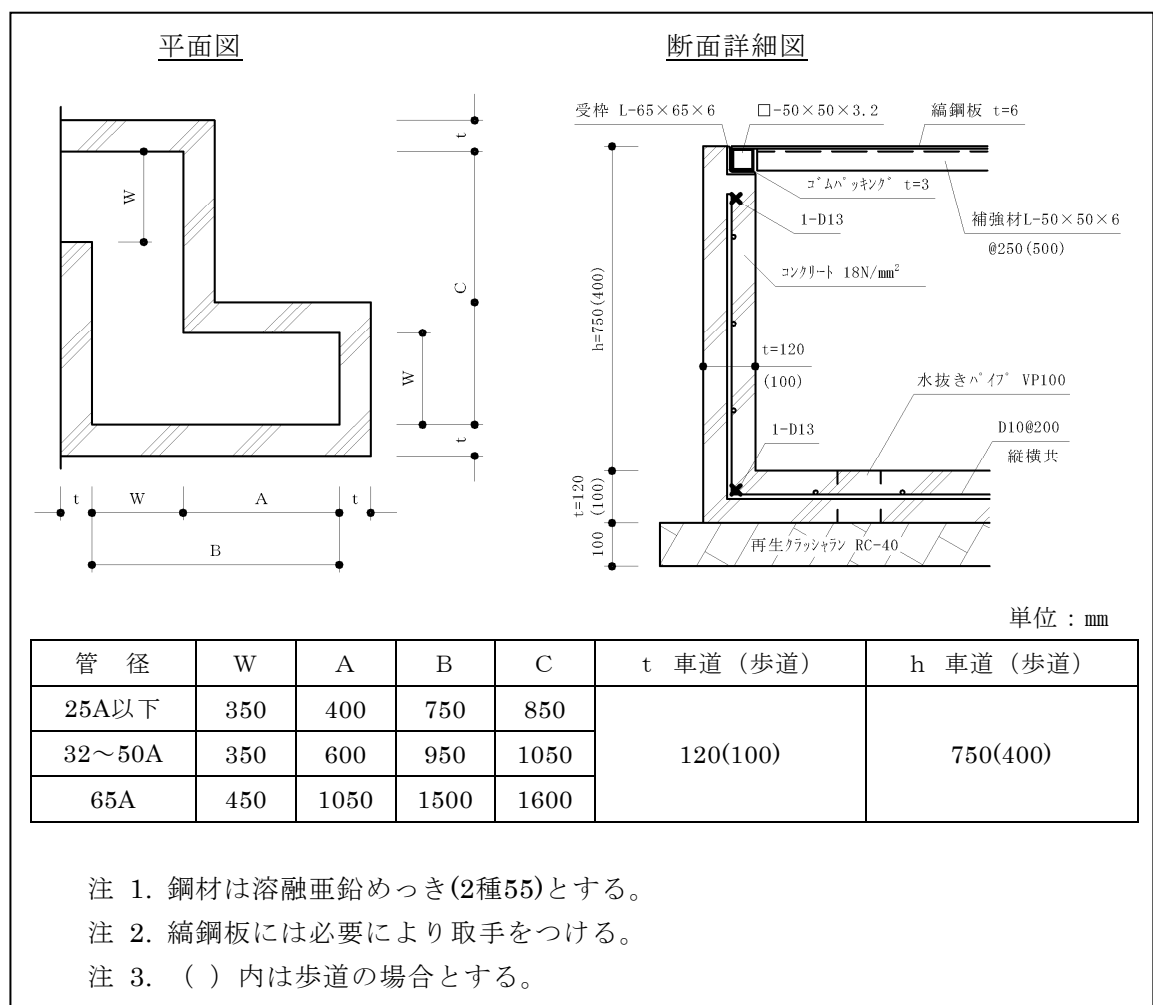 平面図
断面詳細図
受枠 L-65×65×6
□-50×50×3.2
縞鋼板 t=6
ｺﾞﾑﾊﾟｯｷﾝｸﾞ t=3
1-D13
補強材L-50×50×6
@250(500)
ｺﾝｸﾘｰﾄ 18N/mm²
h=750(400)
t=120
(100)
水抜きﾊﾟｲﾌﾟ VP100
1-D13
D10@200
縦横共
t=120
(100)
100
再生ｸﾗｯｼｬﾗﾝ RC-40
t
W
C
W
t
t W A t
B
単位：㎜
管 径 W A B C t 車道（歩道） h 車道（歩道）
25A以下 350 400 750 850
32～50A 350 600 950 1050 120(100) 750(400)
65A 450 1050 1500 1600
注 1. 鋼材は溶融亜鉛めっき(2種55)とする。
注 2. 縞鋼板には必要により取手をつける。
注 3. （ ）内は歩道の場合とする。